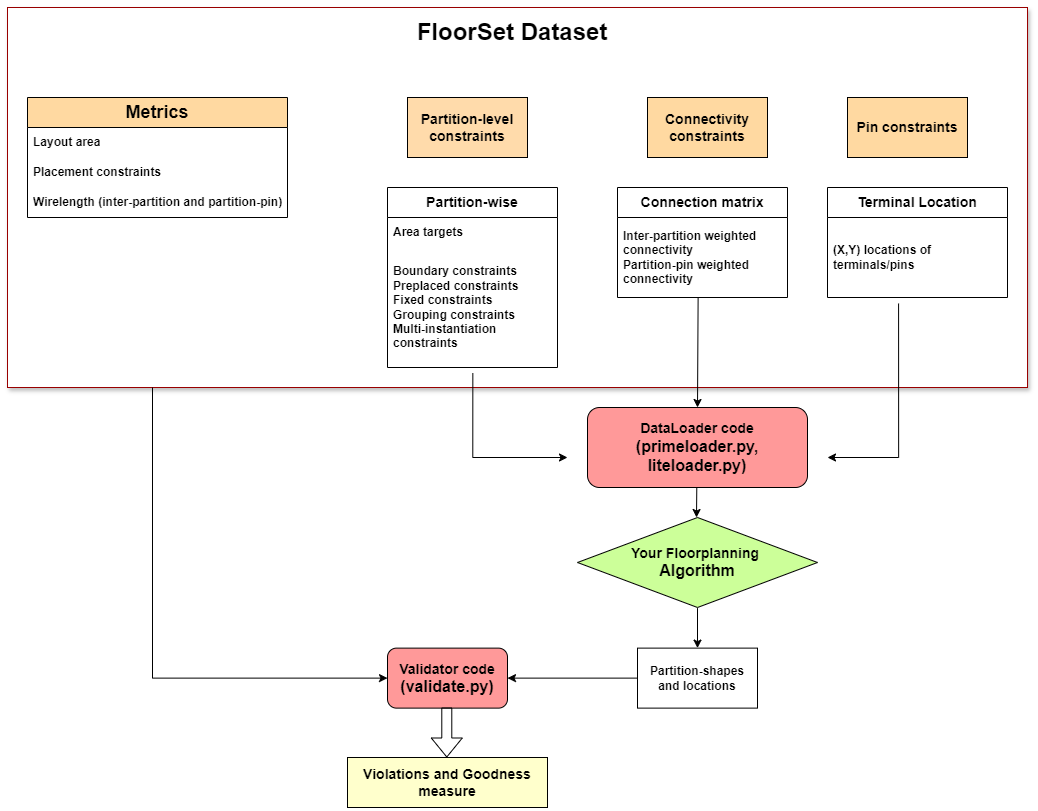 FloorSet Dataset
Metrics
Layout area
Placement constraints
Wirelength (inter-partition and partition-pin)
Partition-level
constraints
Partition-wise
Area targets
Boundary constraints
Preplaced constraints
Fixed constraints
Grouping constraints
Multi-instantiation
constraints
Connectivity
constraints
Connection matrix
Inter-partition weighted
connectivity
Partition-pin weighted
connectivity
Pin constraints
Terminal Location
(X,Y) locations of
terminals/pins
DataLoader code
(primeloader.py,
liteloader.py)
Your Floorplanning
Algorithm
Partition-shapes
and locations
Validator code
(validate.py)
Violations and Goodness
measure